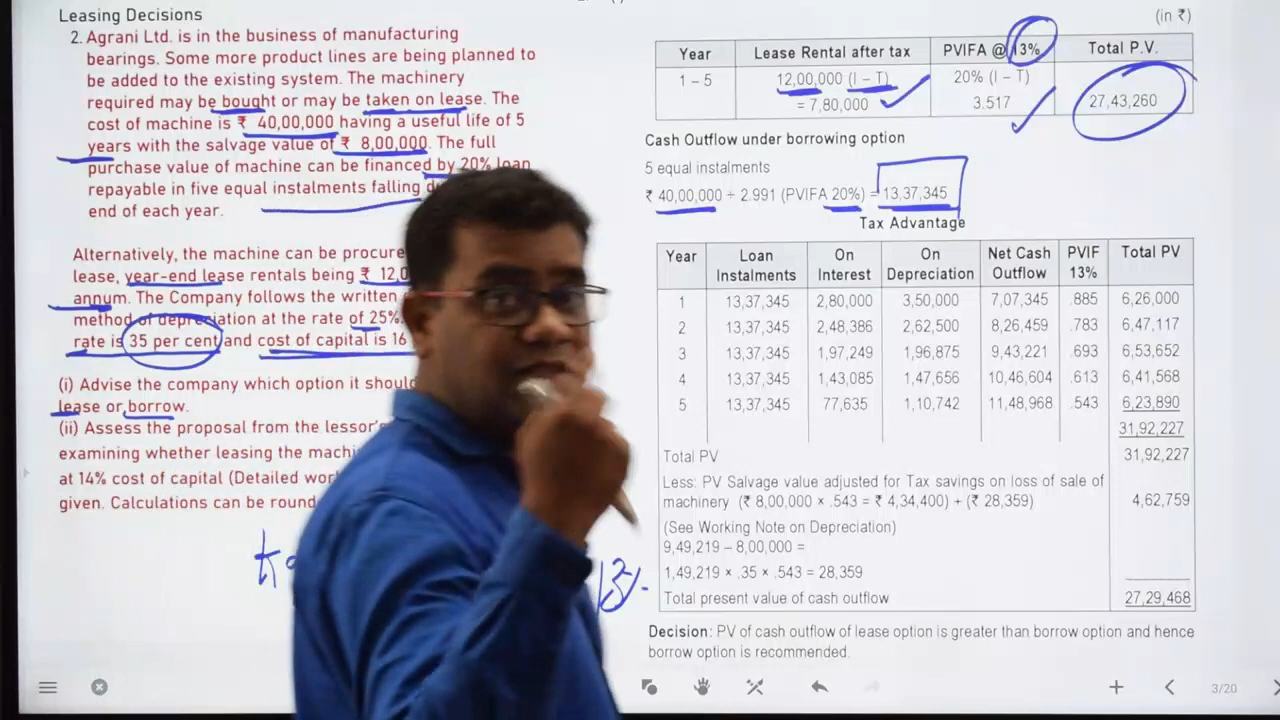 Leasing Decisions
2. Agrani Ltd. is in the business of manufacturing
bearings. Some more product lines are being planned to
be added to the existing system. The machinery
required may be bought or may be taken on lease. The
cost of machine is ₹ 40,00,000 having a useful life of 5
years with the salvage value of ₹ 8,00,000. The full
purchase value of machine can be financed by 20% loan
repayable in five equal instalments falling
end of each year.
Alternatively, the machine can be procure
lease, year-end lease rentals being ₹ 12,0
annum. The Company follows the written
method of depreciation at the rate of 25%.
rate is 35 per cent and cost of capital is 16
(i) Advise the company which option it shoul
lease or borrow.
(ii) Assess the proposal from the lessor's
examining whether leasing the machi
at 14% cost of capital (Detailed wor
given. Calculations can be round
(in ₹)
Year Lease Rental after tax PVIFA @ 13% Total P.V.
1 – 5 12,00,000 (I – T) 20% (I – T)
= 7,80,000 3.517 27,43,260
Cash Outflow under borrowing option
5 equal instalments
₹ 40,00,000 ÷ 2.991 (PVIFA 20%) = 13,37,345
Tax Advantage
Year Loan Instalments On Interest On Depreciation Net Cash Outflow PVIF 13% Total PV
1 13,37,345 2,80,000 3,50,000 7,07,345 .885 6,26,000
2 13,37,345 2,48,386 2,62,500 8,26,459 .783 6,47,117
3 13,37,345 1,97,249 1,96,875 9,43,221 .693 6,53,652
4 13,37,345 1,43,085 1,47,656 10,46,604 .613 6,41,568
5 13,37,345 77,635 1,10,742 11,48,968 .543 6,23,890
31,92,227
Total PV 31,92,227
Less: PV Salvage value adjusted for Tax savings on loss of sale of
machinery (₹ 8,00,000 × .543 = ₹ 4,34,400) + (₹ 28,359) 4,62,759
(See Working Note on Depreciation)
9,49,219 – 8,00,000 =
1,49,219 × .35 × .543 = 28,359
Total present value of cash outflow 27,29,468
Decision: PV of cash outflow of lease option is greater than borrow option and hence
borrow option is recommended.
3/20